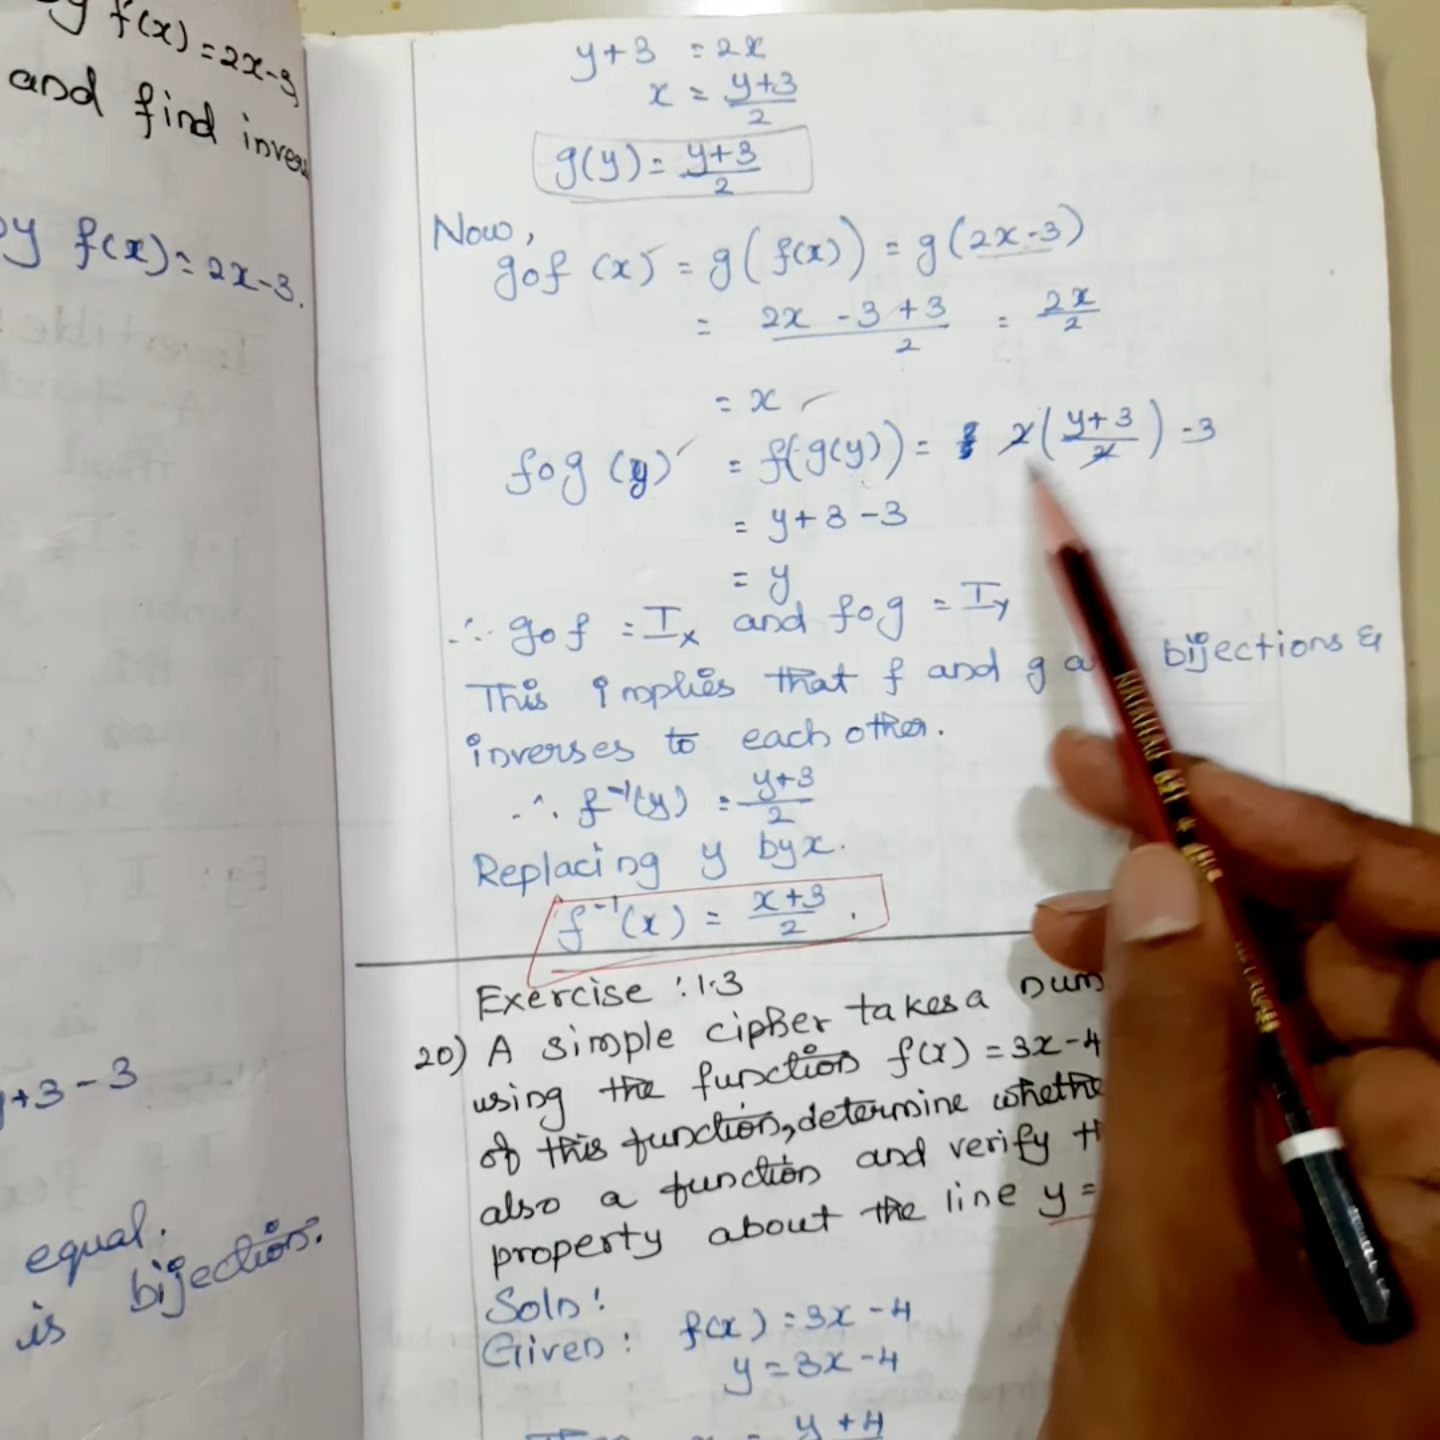 f(x) = 2x-3
and find
f(x) = 2x-3.
y+3 = 2x
x = y+3/2
g(y) = y+3/2
Now,
gof (x) = g(f(x)) = g(2x-3)
= 2x -3+3/2 = 2x/2
= x
fog (y) = f(g(y)) = 2(y+3/2) -3
= y+3-3
= y
∴ gof = Ix and fog = Iy
This implies that f and g bijections &
inverses to each other.
∴ f⁻¹(y) = y+3/2
Replacing y by x.
f⁻¹(x) = x+3/2.
Exercise : 1.3
20) A simple cipher takes a
using the function f(x) = 3x-4
of this function, determine
also a function and verify
property about the line y =
Soln:
Given: f(x) = 3x-4
y = 3x-4
y+4
+3-3
equal.
is bijection.